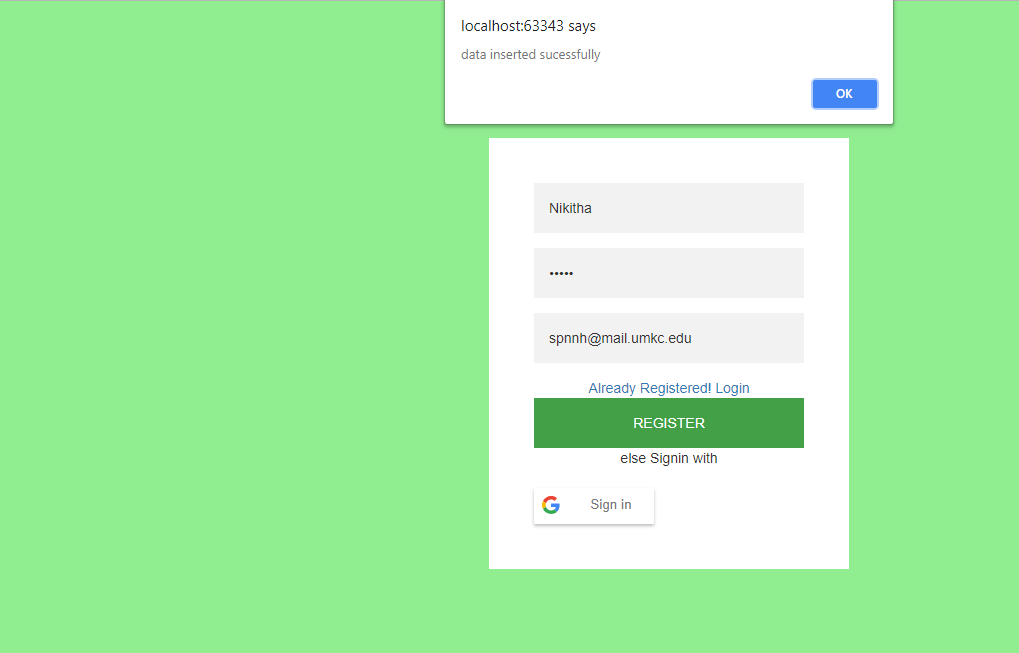 localhost:63343 says
data inserted sucessfully
OK
Nikitha
•••••
spnnh@mail.umkc.edu
Already Registered! Login
REGISTER
else Signin with
Sign in